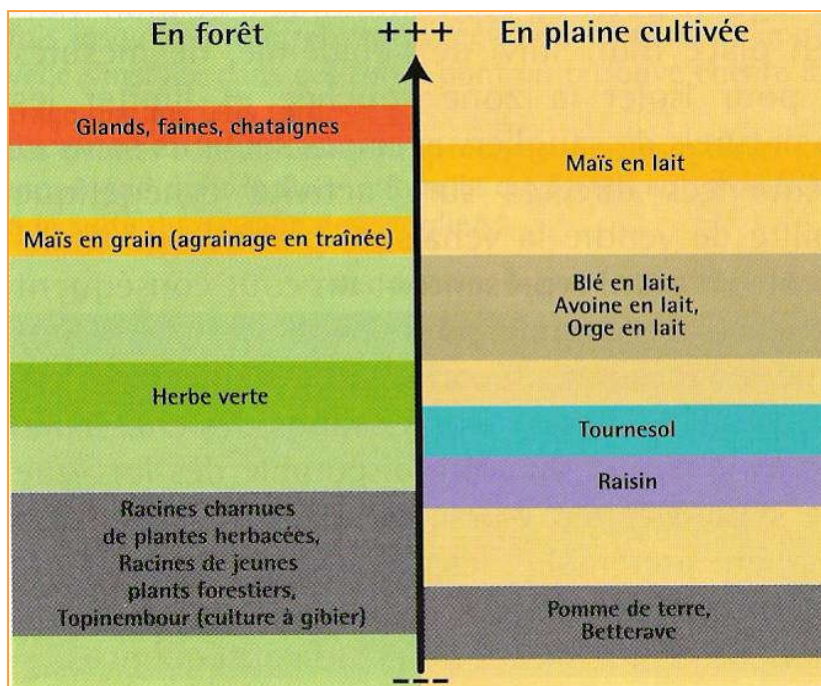 En forêt
+++
En plaine cultivée
Glands, faines, chataignes
Maïs en lait
Maïs en grain (agrainage en traînée)
Blé en lait,
Avoine en lait,
Orge en lait
Herbe verte
Tournesol
Raisin
Racines charnues
de plantes herbacées,
Racines de jeunes
plants forestiers,
Topinembour (culture à gibier)
Pomme de terre,
Betterave
---